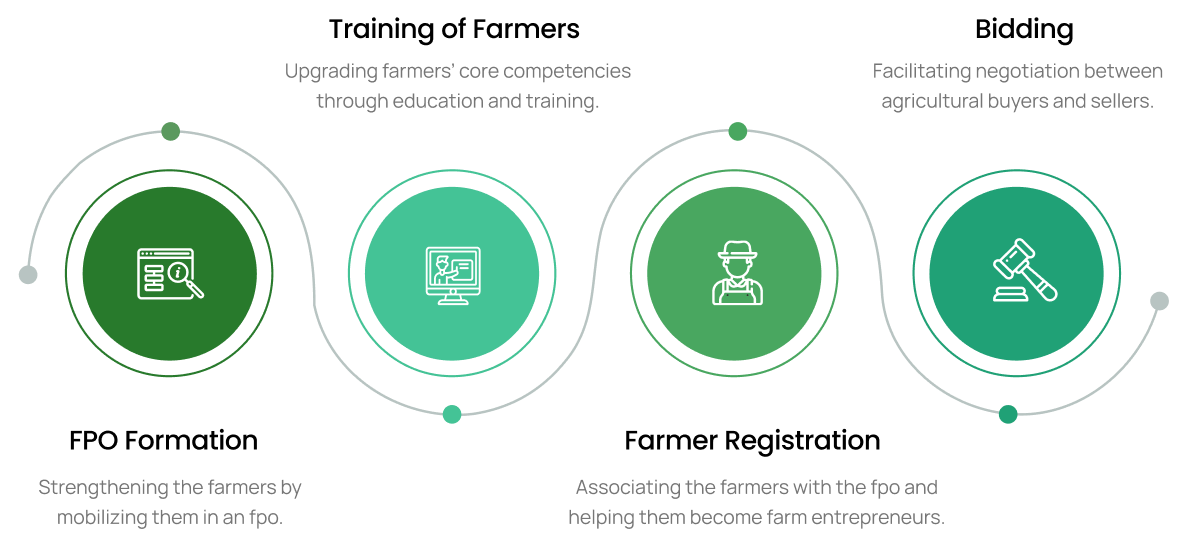 Training of Farmers
Upgrading farmers’ core competencies
through education and training.
Bidding
Facilitating negotiation between
agricultural buyers and sellers.
i
FPO Formation
Strengthening the farmers by
mobilizing them in an fpo.
Farmer Registration
Associating the farmers with the fpo and
helping them become farm entrepreneurs.